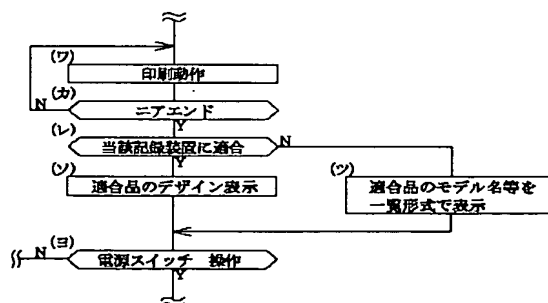 (ワ)
印刷動作
(カ)
N ニアエンド
Y
(レ)
当該記録装置に適合 N
Y
(ソ)
適合品のデザイン表示
(ツ)
適合品のモデル名等を
一覧形式で表示
(ヨ)
N 電源スイッチ 操作
Y